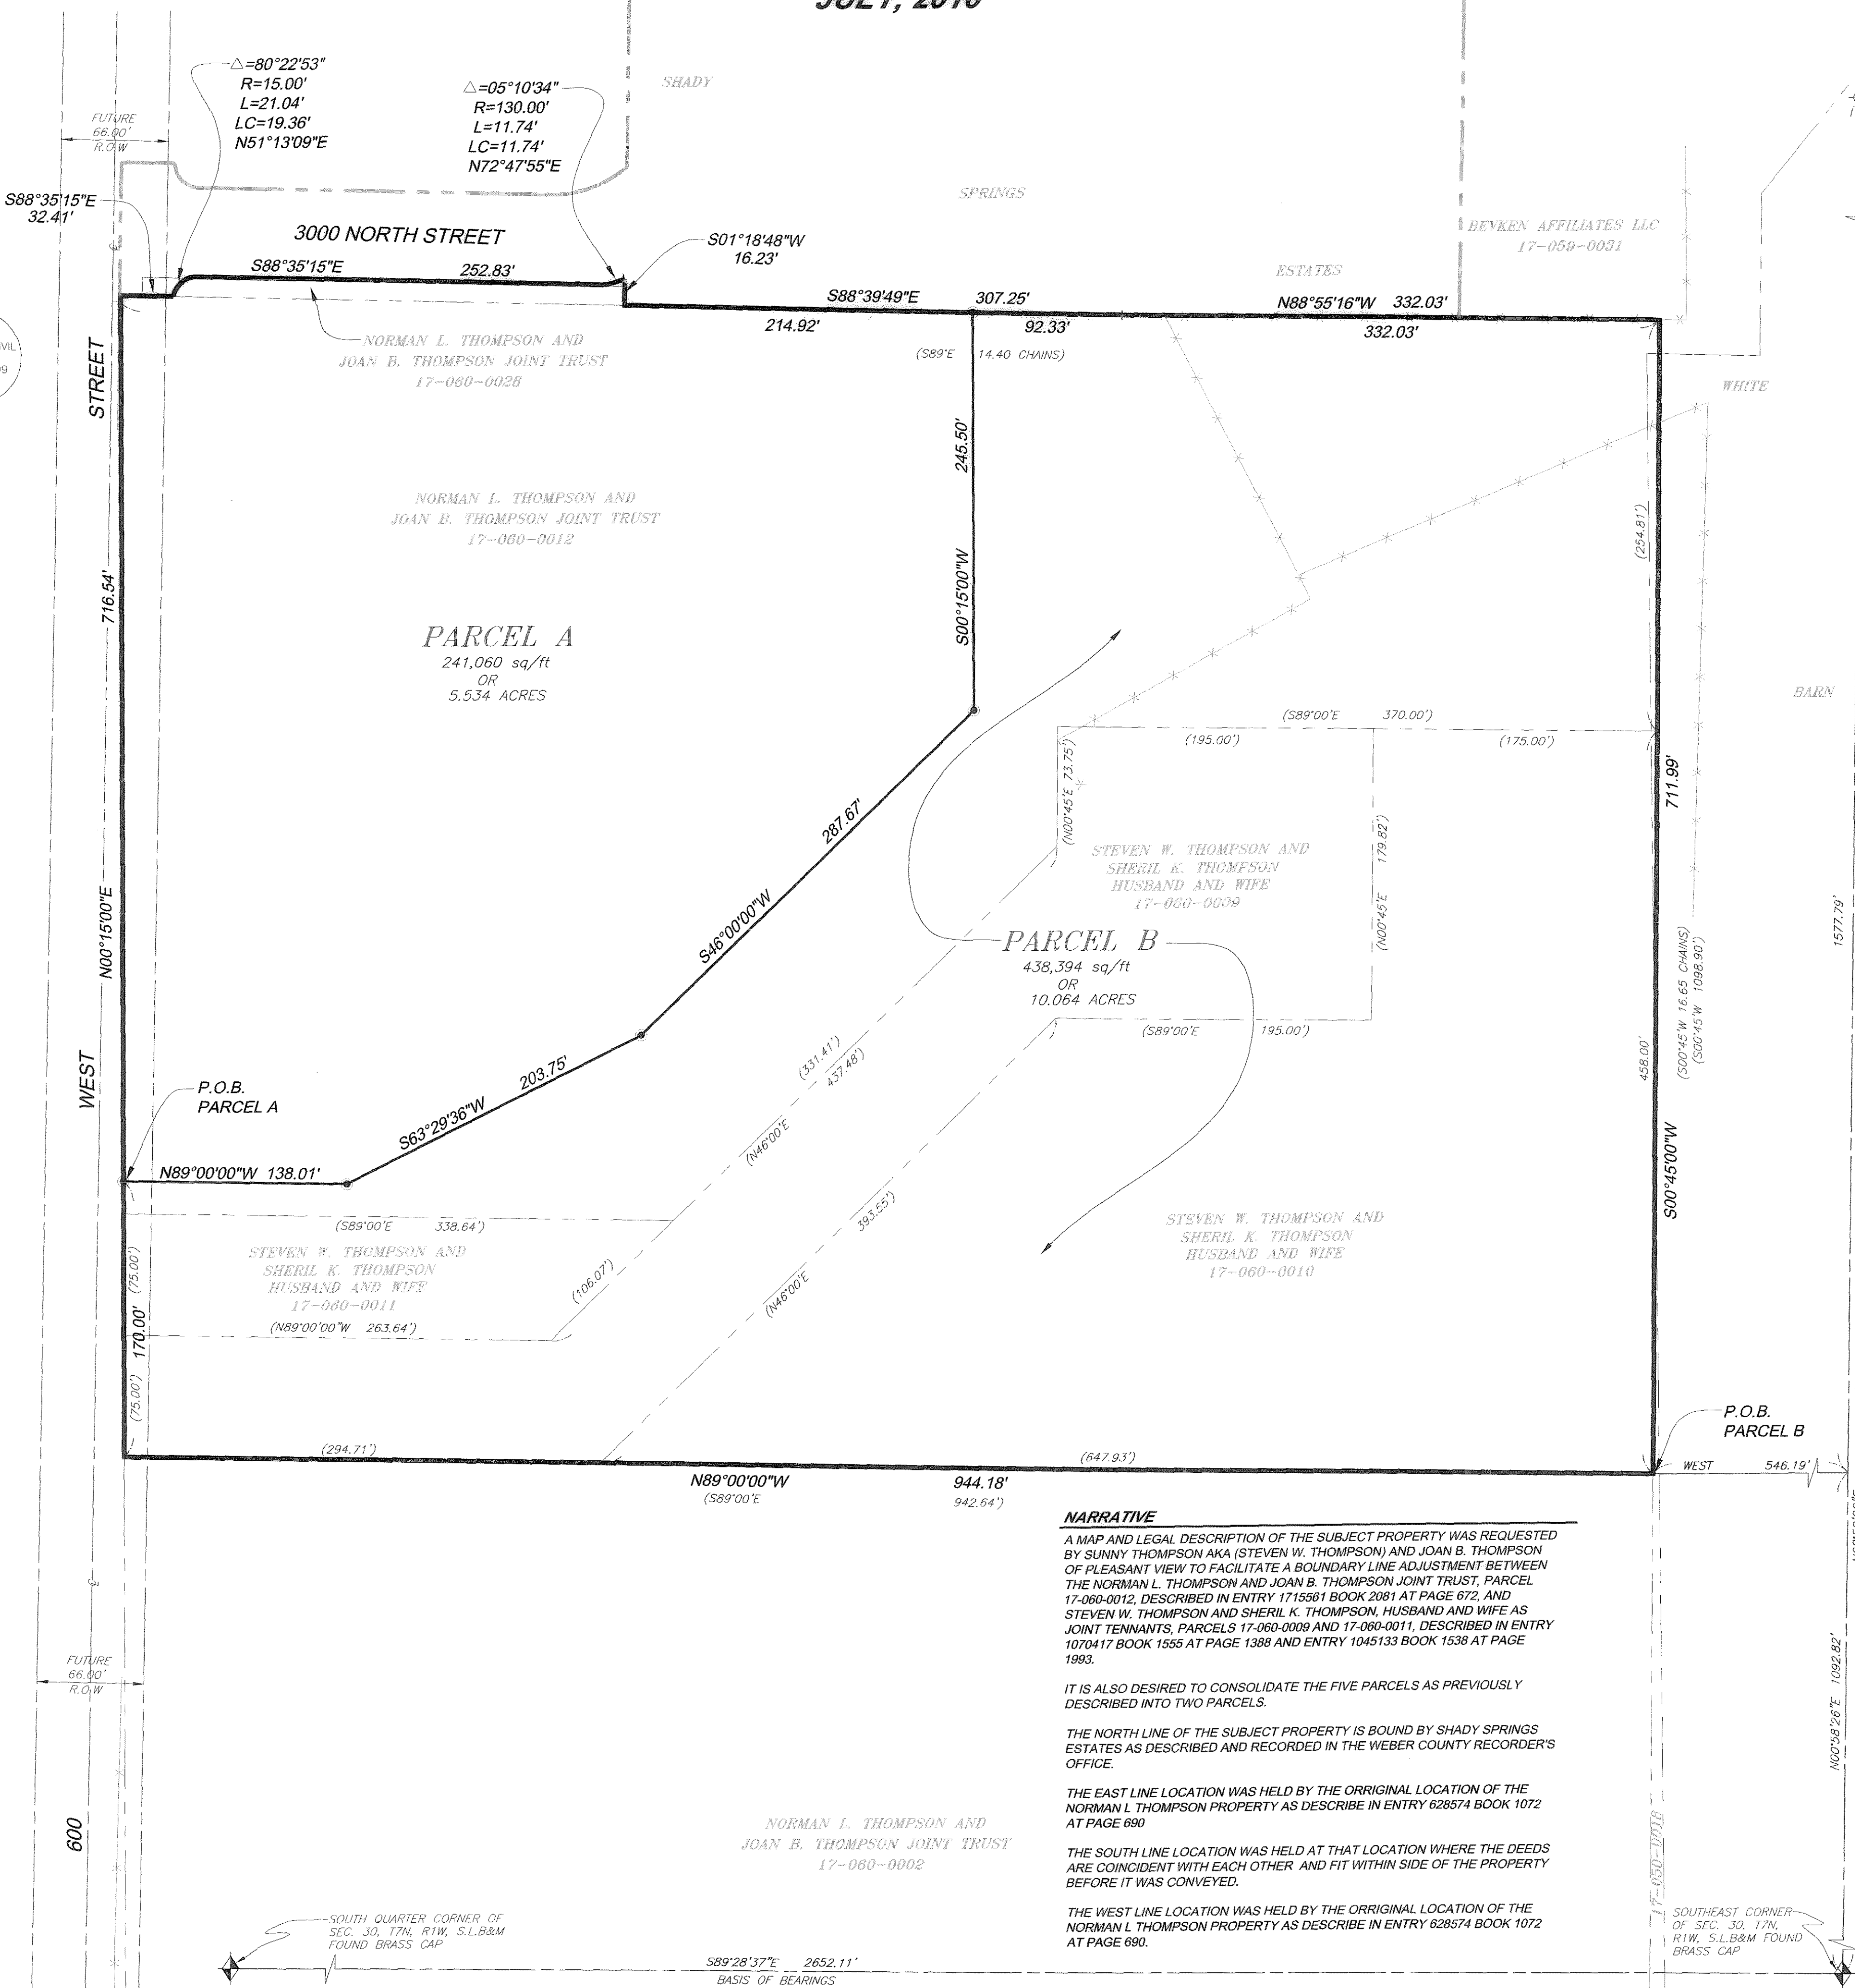 JULY, 2010
△=80°22'53"
R=15.00'
L=21.04'
LC=19.36'
N51°13'09"E
△=05°10'34"
R=130.00'
L=11.74'
LC=11.74'
N72°47'55"E
SHADY
FUTURE
66.00'
R.O.W
S88°35'15"E
32.41'
3000 NORTH STREET
S88°35'15"E 252.83'
S01°18'48"W
16.23'
SPRINGS
ESTATES
BEVKEN AFFILIATES LLC
17-059-0031
S88°39'49"E 307.25'
N88°55'16"W 332.03'
214.92'
92.33'
332.03'
(S89°E 14.40 CHAINS)
NORMAN L. THOMPSON AND
JOAN B. THOMPSON JOINT TRUST
17-060-0028
WHITE
STREET
245.50'
S00°15'00"W
(254.81')
NORMAN L. THOMPSON AND
JOAN B. THOMPSON JOINT TRUST
17-060-0012
716.54'
N00°15'00"E
PARCEL A
241,060 sq/ft
OR
5.534 ACRES
BARN
(S89°00'E 370.00')
(195.00')
(175.00')
(N00°45'E 73.75')
711.99'
S00°45'00"W
287.67'
S46°00'00"W
STEVEN W. THOMPSON AND
SHERIL K. THOMPSON
HUSBAND AND WIFE
17-060-0009
(N00°45'E 179.82')
1577.79'
PARCEL B
438,394 sq/ft
OR
10.064 ACRES
(S00°45'W 16.65 CHAINS)
(S00°45'W 1098.90')
458.00'
(S89°00'E 195.00')
(331.41')
437.48')
(N46°00'E
203.75'
S63°29'36"W
WEST
P.O.B.
PARCEL A
N89°00'00"W 138.01'
393.55')
(N46°00'E
(S89°00'E 338.64')
STEVEN W. THOMPSON AND
SHERIL K. THOMPSON
HUSBAND AND WIFE
17-060-0011
(N89°00'00"W 263.64')
(106.07')
STEVEN W. THOMPSON AND
SHERIL K. THOMPSON
HUSBAND AND WIFE
17-060-0010
(75.00')
170.00'
(75.00')
P.O.B.
PARCEL B
WEST 546.19'
(294.71')
(647.93')
N89°00'00"W 944.18'
(S89°00'E 942.64')
NARRATIVE
A MAP AND LEGAL DESCRIPTION OF THE SUBJECT PROPERTY WAS REQUESTED
BY SUNNY THOMPSON AKA (STEVEN W. THOMPSON) AND JOAN B. THOMPSON
OF PLEASANT VIEW TO FACILITATE A BOUNDARY LINE ADJUSTMENT BETWEEN
THE NORMAN L. THOMPSON AND JOAN B. THOMPSON JOINT TRUST, PARCEL
17-060-0012, DESCRIBED IN ENTRY 1715561 BOOK 2081 AT PAGE 672, AND
STEVEN W. THOMPSON AND SHERIL K. THOMPSON, HUSBAND AND WIFE AS
JOINT TENNANTS, PARCELS 17-060-0009 AND 17-060-0011, DESCRIBED IN ENTRY
1070417 BOOK 1555 AT PAGE 1388 AND ENTRY 1045133 BOOK 1538 AT PAGE
1993.
IT IS ALSO DESIRED TO CONSOLIDATE THE FIVE PARCELS AS PREVIOUSLY
DESCRIBED INTO TWO PARCELS.
THE NORTH LINE OF THE SUBJECT PROPERTY IS BOUND BY SHADY SPRINGS
ESTATES AS DESCRIBED AND RECORDED IN THE WEBER COUNTY RECORDER'S
OFFICE.
THE EAST LINE LOCATION WAS HELD BY THE ORRIGINAL LOCATION OF THE
NORMAN L THOMPSON PROPERTY AS DESCRIBE IN ENTRY 628574 BOOK 1072
AT PAGE 690
THE SOUTH LINE LOCATION WAS HELD AT THAT LOCATION WHERE THE DEEDS
ARE COINCIDENT WITH EACH OTHER AND FIT WITHIN SIDE OF THE PROPERTY
BEFORE IT WAS CONVEYED.
THE WEST LINE LOCATION WAS HELD BY THE ORRIGINAL LOCATION OF THE
NORMAN L THOMPSON PROPERTY AS DESCRIBE IN ENTRY 628574 BOOK 1072
AT PAGE 690.
FUTURE
66.00'
R.O.W
N00°58'26"E 1092.82'
600
NORMAN L. THOMPSON AND
JOAN B. THOMPSON JOINT TRUST
17-060-0002
17-050-0018
SOUTH QUARTER CORNER OF
SEC. 30, T7N, R1W, S.L.B&M
FOUND BRASS CAP
SOUTHEAST CORNER
OF SEC. 30, T7N,
R1W, S.L.B&M FOUND
BRASS CAP
S89°28'37"E 2652.11'
BASIS OF BEARINGS